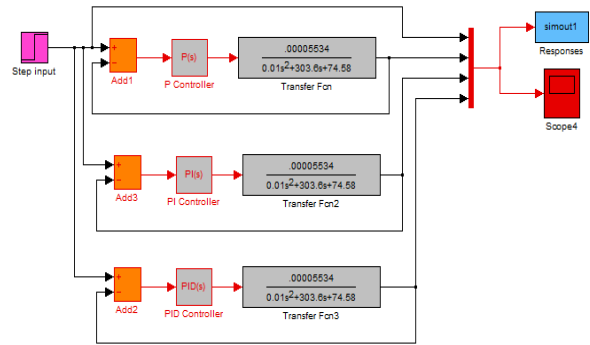 Step input
+
−
Add1
P(s)
P Controller
.00005534
0.01s²+303.6s+74.58
Transfer Fcn
simout1
Responses
Scope4
+
−
Add3
PI(s)
PI Controller
.00005534
0.01s²+303.6s+74.58
Transfer Fcn2
+
−
Add2
PID(s)
PID Controller
.00005534
0.01s²+303.6s+74.58
Transfer Fcn3